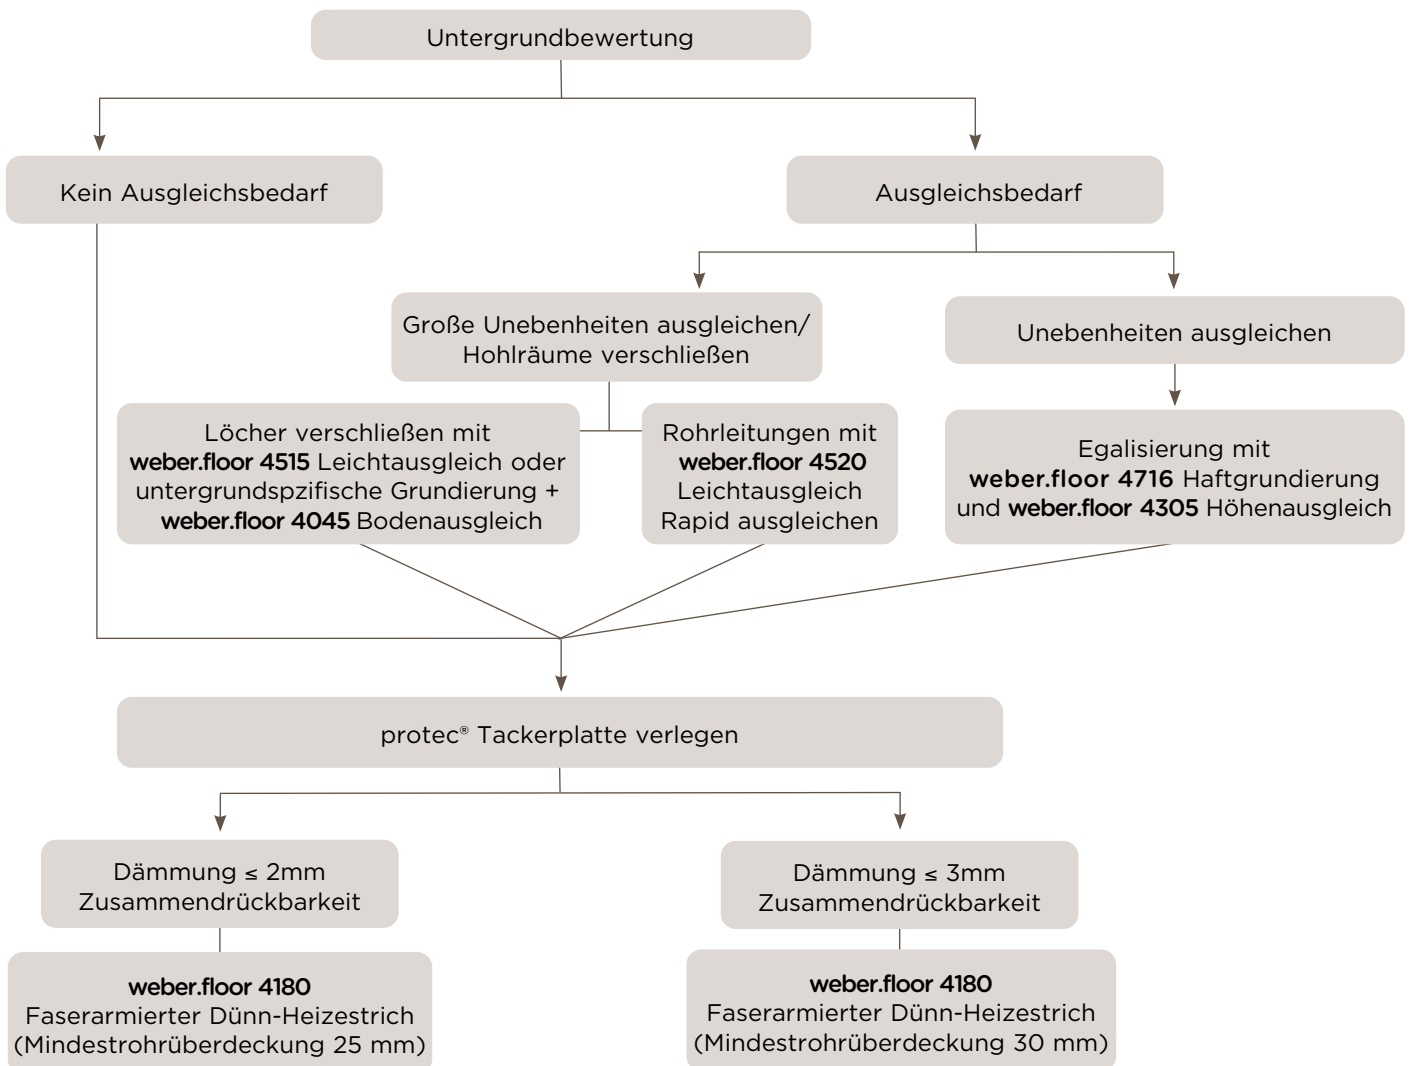 Untergrundbewertung
Kein Ausgleichsbedarf
Ausgleichsbedarf
Große Unebenheiten ausgleichen/
Hohlräume verschließen
Unebenheiten ausgleichen
Löcher verschließen mit
weber.floor 4515 Leichtausgleich oder
untergrundspzifische Grundierung +
weber.floor 4045 Bodenausgleich
Rohrleitungen mit
weber.floor 4520
Leichtausgleich
Rapid ausgleichen
Egalisierung mit
weber.floor 4716 Haftgrundierung
und weber.floor 4305 Höhenausgleich
protec® Tackerplatte verlegen
Dämmung ≤ 2mm
Zusammendrückbarkeit
Dämmung ≤ 3mm
Zusammendrückbarkeit
weber.floor 4180
Faserarmierter Dünn-Heizestrich
(Mindestrohrüberdeckung 25 mm)
weber.floor 4180
Faserarmierter Dünn-Heizestrich
(Mindestrohrüberdeckung 30 mm)